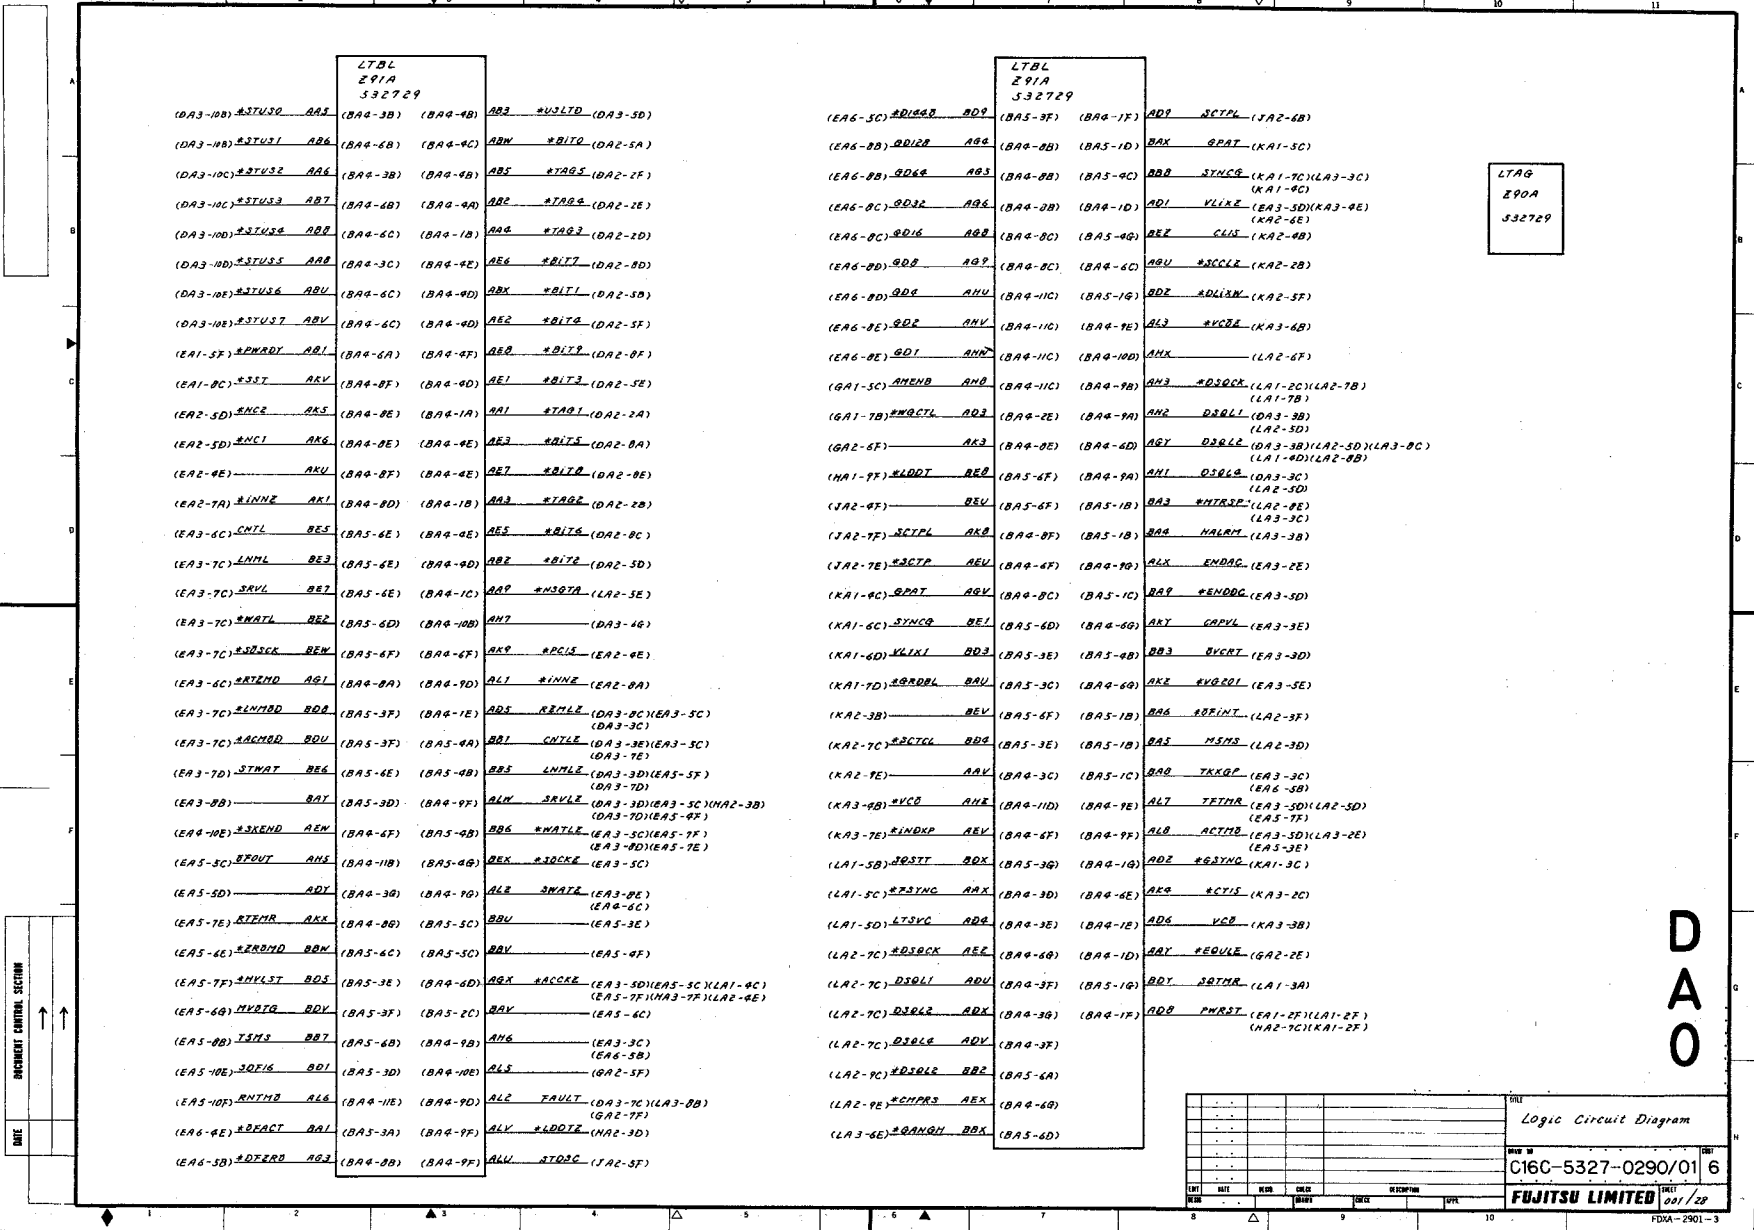 LTBL
Z91A
532729
(DA3-10B) *STUS0 AA5 (BA4-3B) (BA4-4B) AB3 *USLTD (DA3-5D)
(DA3-10B) *STUS1 AB6 (BA4-6B) (BA4-4C) ABW *BiT0 (DA2-5A)
(DA3-10C) *STUS2 AA6 (BA4-3B) (BA4-4B) AB5 *TAG5 (DA2-2F)
(DA3-10C) *STUS3 AB7 (BA4-6B) (BA4-4A) AB2 *TAG4 (DA2-2E)
(DA3-10D) *STUS4 AB8 (BA4-6C) (BA4-1B) AA4 *TAG3 (DA2-2D)
(DA3-10D) *STUS5 AA8 (BA4-3C) (BA4-4E) AE6 *BiT7 (DA2-8D)
(DA3-10E) *STUS6 ABU (BA4-6C) (BA4-4D) ABX *BiT1 (DA2-5B)
(DA3-10E) *STUS7 ABV (BA4-6C) (BA4-4D) AE2 *BiT4 (DA2-5F)
(EA1-5F) *PWRDY AB1 (BA4-6A) (BA4-4F) AE8 *BiT9 (DA2-8F)
(EA1-8C) *SST AKV (BA4-8F) (BA4-4D) AE1 *BiT3 (DA2-5E)
(EA2-5D) *NC2 AK5 (BA4-8E) (BA4-1A) AA1 *TAG1 (DA2-2A)
(EA2-5D) *NC1 AK6 (BA4-8E) (BA4-4E) AE3 *BiT5 (DA2-8A)
(EA2-4E) AKU (BA4-8F) (BA4-4E) AE7 *BiT8 (DA2-8E)
(EA2-7A) *iNNZ AK1 (BA4-8D) (BA4-1B) AA3 *TAG2 (DA2-2B)
(EA3-6C) CNTL BE5 (BA5-6E) (BA4-4E) AE5 *BiT6 (DA2-8C)
(EA3-7C) LNML BE3 (BA5-6E) (BA4-4D) ABZ *BiT2 (DA2-5D)
(EA3-7C) SRVL BE7 (BA5-6E) (BA4-1C) AA9 *NSGTA (LA2-5E)
(EA3-7C) *WATL BE2 (BA5-6D) (BA4-10B) AH7 (DA3-4G)
(EA3-7C) *SDSCK BEW (BA5-6F) (BA4-6F) AK9 *PCiS (EA2-4E)
(EA3-6C) *RTZMD AG1 (BA4-8A) (BA4-9D) AL1 *iNNZ (EA2-8A)
(EA3-7C) *LNMBD BD8 (BA5-3F) (BA4-1E) AD5 RZMLZ (DA3-8C)(EA3-5C)
(DA3-3C)
(EA3-7C) *ACMBD BDU (BA5-3F) (BA5-4A) BB1 CNTLZ (DA3-3E)(EA3-5C)
(DA3-7E)
(EA3-7D) STWAT BE6 (BA5-6E) (BA5-4B) BB5 LNMLZ (DA3-3D)(EA5-5F)
(DA3-7D)
(EA3-8B) BAY (BA5-3D) (BA4-9F) ALW SRVLZ (DA3-3D)(EA3-5C)(HA2-3B)
(DA3-7D)(EA5-4F)
(EA4-10E) *SKEND AEW (BA4-6F) (BA5-4B) BB6 *WATLZ (EA3-5C)(EA5-7F)
(EA3-8D)(EA5-7E)
(EA5-5C) BFOUT AH5 (BA4-11B) (BA5-4G) BEX *SDCKZ (EA3-5C)
(EA5-5D) ADY (BA4-3G) (BA4-9G) ALZ SWATZ (EA3-8E)
(EA4-6C)
(EA5-7E) RTFMR AKX (BA4-8G) (BA5-5C) BBU (EA5-3E)
(EA5-6E) *ZRBMD BBW (BA5-6C) (BA5-5C) BBV (EA5-4F)
(EA5-7F) *HVLST BD5 (BA5-3E) (BA4-6D) AGX *ACCKZ (EA3-5D)(EA5-5C)(LA1-4C)
(EA5-7F)(HA3-7F)(LA2-4E)
(EA5-6G) MVBTG BDV (BA5-3F) (BA5-2C) BAV (EA5-6C)
(EA5-8B) TSMS BB7 (BA5-6B) (BA4-9B) AH6 (EA3-3C)
(EA6-5B)
(EA5-10E) SOF16 BD1 (BA5-3D) (BA4-10E) AL5 (GA2-5F)
(EA5-10F) RNTMB AL6 (BA4-11E) (BA4-9D) AL2 FAULT (DA3-7C)(LA3-8B)
(GA2-7F)
(EA6-4E) *BFACT BA1 (BA5-3A) (BA4-9F) ALV *LDDTZ (HA2-3D)
(EA6-5B) *DFZRB AG3 (BA4-8B) (BA4-9F) ALU STDSC (JA2-5F)
LTBL
Z91A
532729
(EA6-5C) BD9 (BA5-3F) (BA4-1F) AD9 SCTPL (JA2-6B)
(EA6-8B) GD128 AG4 (BA4-8B) (BA5-1D) BAX GPAT (KA1-5C)
(EA6-8B) GD64 AG5 (BA4-8B) (BA5-4C) BB8 SYNCG (KA1-7C)(LA3-3C)
(KA1-4C)
(EA6-8C) GD32 AG6 (BA4-8B) (BA4-1D) AD1 VLiXZ (EA3-5D)(KA3-4E)
(KA2-6E)
(EA6-8C) GD16 AG8 (BA4-8C) (BA5-4G) BEZ CLiS (KA2-4B)
(EA6-8D) GD8 AG9 (BA4-8C) (BA4-6C) AGU *SCCLZ (KA2-2B)
(EA6-8D) GD4 AHU (BA4-11C) (BA5-1G) BDZ *DLiXW (KA2-5F)
(EA6-8E) GD2 AHV (BA4-11C) (BA4-9E) AL3 *VCBZ (KA3-6B)
(EA6-8E) GD1 AHW (BA4-11C) (BA4-10D) AHX (LA2-6F)
(GA1-5C) AMENB AH8 (BA4-11C) (BA4-9B) AH3 *DSQCK (LA1-2C)(LA2-7B)
(LA1-7B)
(GA1-7B) *WGCTL AD3 (BA4-2E) (BA4-9A) AH2 DSQL1 (DA3-3B)
(LA2-5D)
(GA2-6F) AK3 (BA4-8E) (BA4-6D) AGY DSQL2 (DA3-3B)(LA2-5D)(LA3-8C)
(LA1-4D)(LA2-8B)
(HA1-9F) *LDDT BE8 (BA5-6F) (BA4-9A) AH1 DSQL4 (DA3-3C)
(LA2-5D)
(JA2-4F) BEU (BA5-6F) (BA5-1B) BA3 *MTRSP (LA2-8E)
(LA3-3C)
(JA2-7F) SCTPL AK8 (BA4-8F) (BA5-1B) BA4 HALRM (LA3-3B)
(JA2-7E) *SCTP AEU (BA4-6F) (BA4-9G) ALX ENDAC (EA3-2E)
(KA1-4C) GPAT AGV (BA4-8C) (BA5-1C) BA9 *ENDDC (EA3-5D)
(KA1-6C) SYNCG BE1 (BA5-6D) (BA4-6G) AKY CAPVL (EA3-3E)
(KA1-6D) VLiX1 BD3 (BA5-3E) (BA5-4B) BB3 BVCRT (EA3-3D)
(KA1-7D) *GRDBL BAU (BA5-3C) (BA4-6G) AKZ *VG201 (EA3-5E)
(KA2-3B) BEV (BA5-6F) (BA5-1B) BA6 *BFiNT (LA2-3F)
(KA2-7C) *SCTCL BD4 (BA5-3E) (BA5-1B) BA5 MSMS (LA2-3D)
(KA2-9E) AAV (BA4-3C) (BA5-1C) BA8 TKKGP (EA3-3C)
(EA6-5B)
(KA3-4B) *VCB AHZ (BA4-11D) (BA4-9E) AL7 TFTMR (EA3-5D)(LA2-5D)
(EA5-7F)
(KA3-7E) *iNDXP AEV (BA4-6F) (BA4-9F) AL8 ACTMB (EA3-5D)(LA3-2E)
(EA5-3E)
(LA1-5B) SQSTT BDX (BA5-3G) (BA4-1G) ADZ *GSYNC (KA1-3C)
(LA1-5C) *FSYNC AAX (BA4-3D) (BA4-6E) AK4 *CTiS (KA3-2C)
(LA1-5D) LTSVC AD4 (BA4-3E) (BA4-1E) AD6 VCB (KA3-3B)
(LA2-7C) *DSQCK AEZ (BA4-6G) (BA4-1D) AAY *EQULE (GA2-2E)
(LA2-7C) DSQL1 ADU (BA4-3F) (BA5-1G) BDY SQTMR (LA1-3A)
(LA2-7C) DSQL2 ADX (BA4-3G) (BA4-1F) AD8 PWRST (EA1-2F)(LA1-2F)
(HA2-7C)(KA1-2F)
(LA2-7C) DSQL4 ADV (BA4-3F)
(LA2-9C) *DSQL2 BB2 (BA5-6A)
(LA2-9E) *CMPRS AEX (BA4-6G)
(LA3-6E) *GANGH BBX (BA5-6D)
LTAG
Z90A
532729
DA0
DOCUMENT CONTROL SECTION
DATE
TITLE
Logic Circuit Diagram
C16C-5327-0290/01 6
FUJITSU LIMITED
SHEET 001/28
EDIT DATE DESIG CHECK DESCRIPTION
FDXA-2901-3